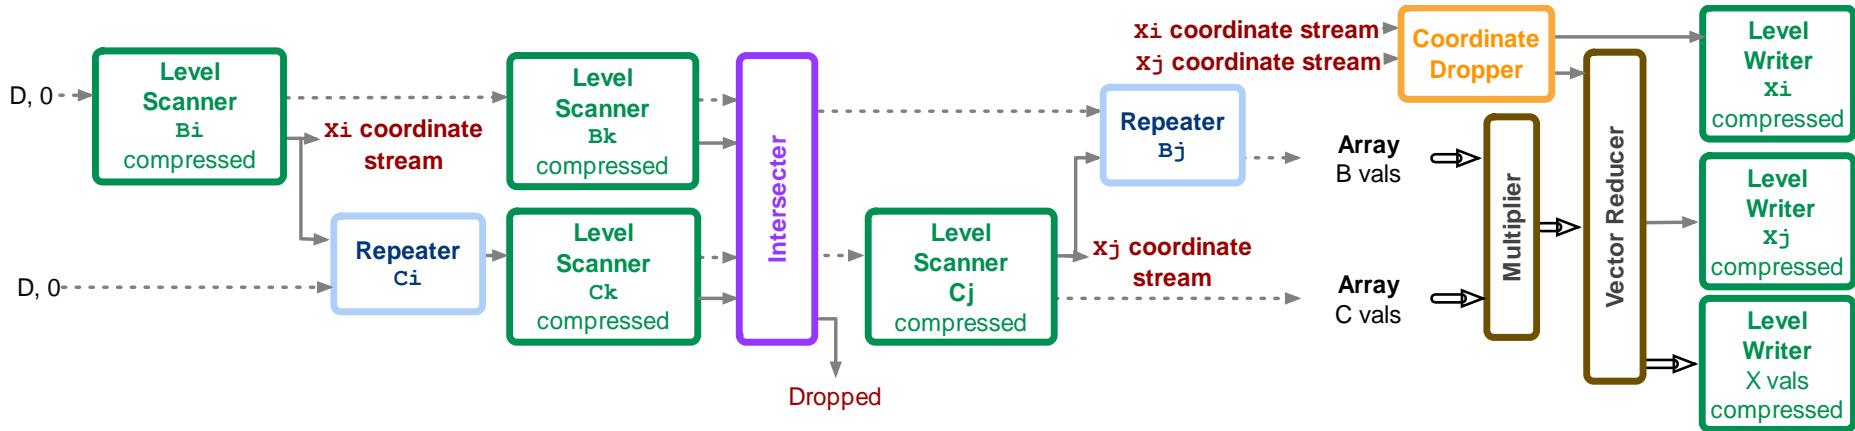 D, 0
Level
Scanner
Bi
compressed
Xi coordinate
stream
D, 0
Repeater
Ci
Level
Scanner
Bk
compressed
Level
Scanner
Ck
compressed
Intersecter
Dropped
Level
Scanner
Cj
compressed
Xj coordinate
stream
Repeater
Bj
Xi coordinate stream
Xj coordinate stream
Array
B vals
Array
C vals
Multiplier
Coordinate
Dropper
Vector Reducer
Level
Writer
Xi
compressed
Level
Writer
Xj
compressed
Level
Writer
X vals
compressed